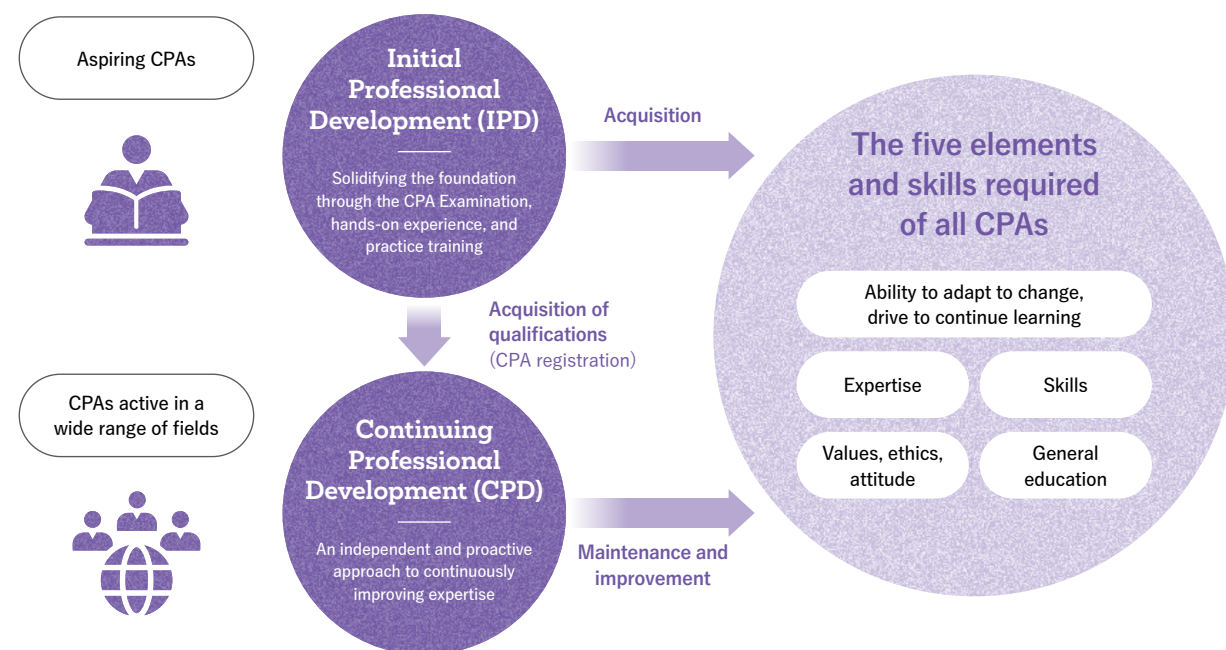 Aspiring CPAs
Initial
Professional
Development (IPD)
Solidifying the foundation
through the CPA Examination,
hands-on experience, and
practice training
Acquisition
Acquisition of
qualifications
(CPA registration)
CPAs active in a
wide range of fields
Continuing
Professional
Development (CPD)
An independent and proactive
approach to continuously
improving expertise
Maintenance and
improvement
The five elements
and skills required
of all CPAs
Ability to adapt to change,
drive to continue learning
Expertise
Skills
Values, ethics,
attitude
General
education